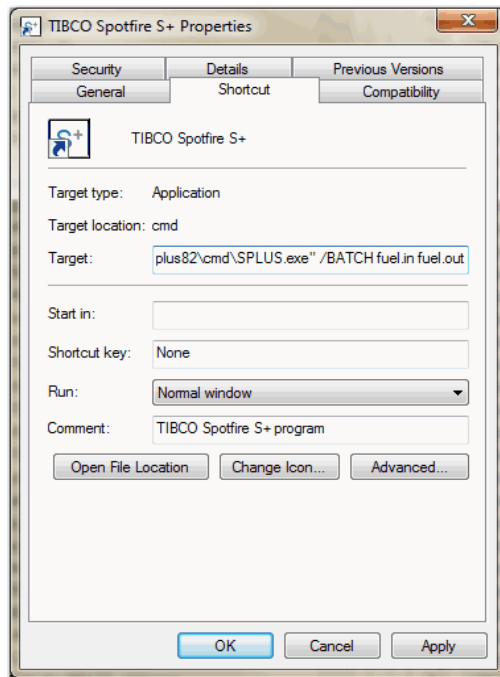 TIBCO Spotfire S+ Properties
Security Details Previous Versions
General Shortcut Compatibility
TIBCO Spotfire S+
Target type: Application
Target location: cmd
Target: plus82\cmd\SPLUS.exe" /BATCH fuel.in fuel.out
Start in:
Shortcut key: None
Run: Normal window
Comment: TIBCO Spotfire S+ program
Open File Location Change Icon... Advanced...
OK Cancel Apply